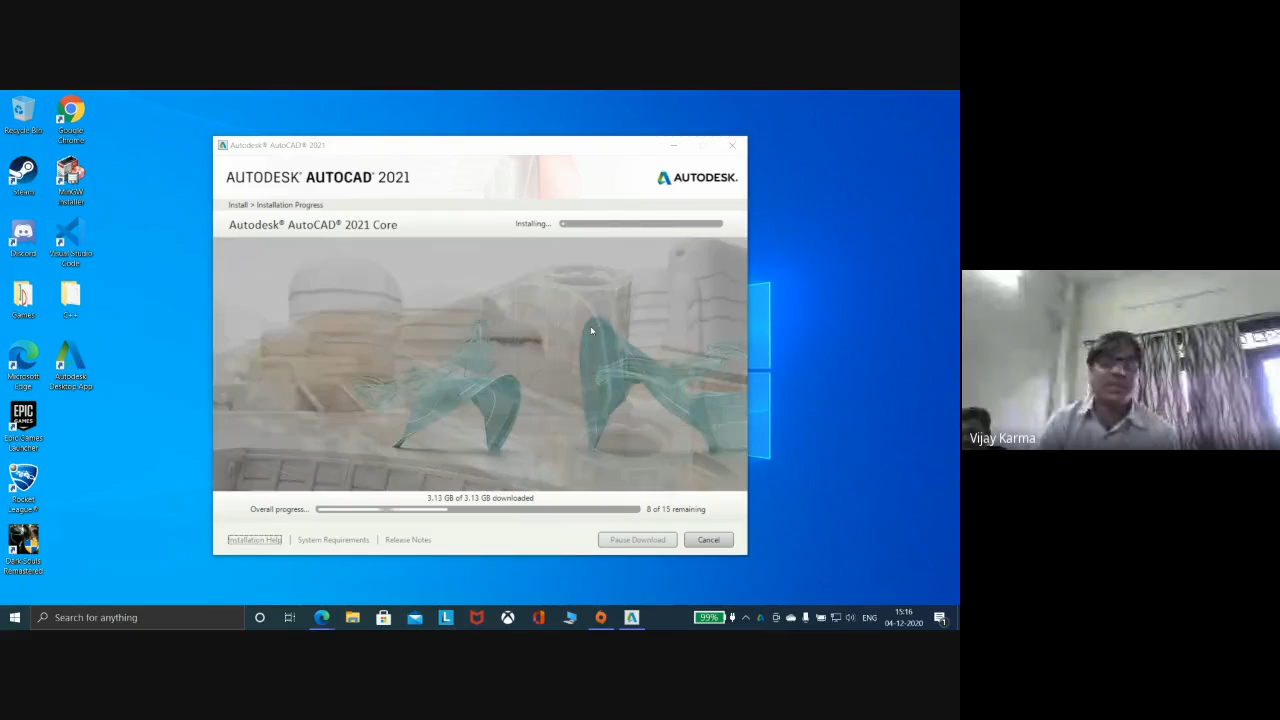 Recycle Bin
Google
Chrome
Steam
MinGW
Installer
Discord
Visual Studio
Code
Games
C++
Microsoft
Edge
Autodesk
Desktop App
EPIC
GAMES
Epic Games
Launcher
Rocket
League®
Dark Souls
Remastered
Autodesk® AutoCAD® 2021
AUTODESK® AUTOCAD® 2021
AUTODESK.
Install > Installation Progress
Autodesk® AutoCAD® 2021 Core
Installing...
3.13 GB of 3.13 GB downloaded
Overall progress...
8 of 15 remaining
Installation Help
System Requirements
Release Notes
Pause Download
Cancel
Search for anything
L
99%
ENG
15:16
04-12-2020
1
Vijay Karma